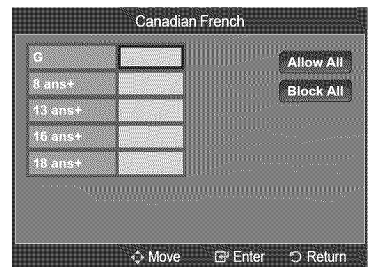 Canadian French
G
8 ans+
13 ans+
16 ans+
18 ans+
Allow All
Block All
Move Enter Return